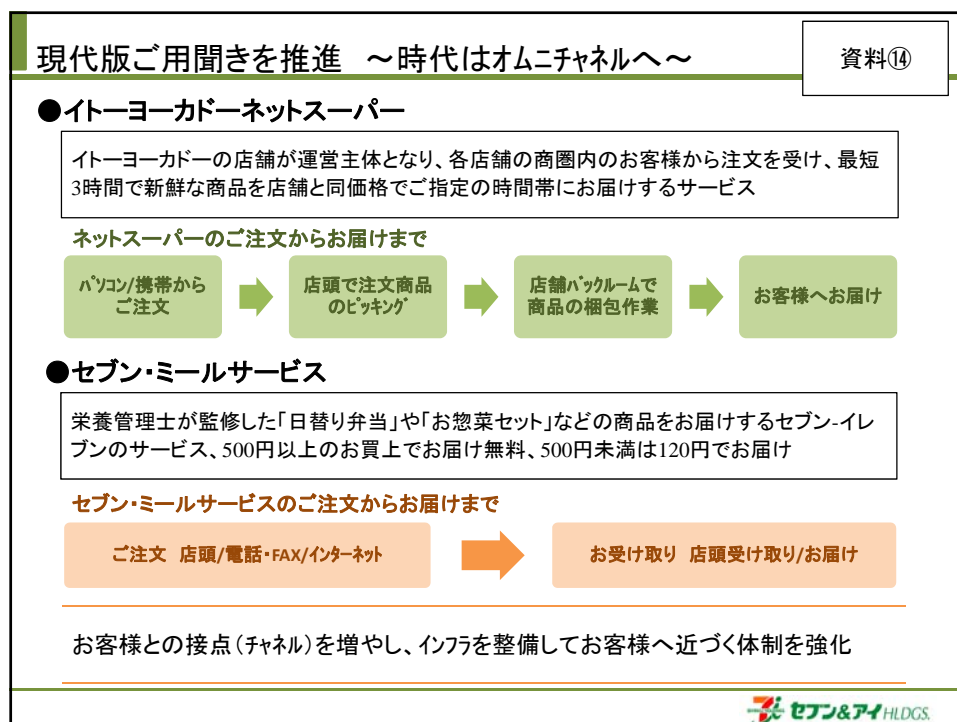 現代版ご用聞きを推進　～時代はオムニチャネルへ～
資料⑭
●イトーヨーカドーネットスーパー
イトーヨーカドーの店舗が運営主体となり、各店舗の商圏内のお客様から注文を受け、最短
3時間で新鮮な商品を店舗と同価格でご指定の時間帯にお届けするサービス
ネットスーパーのご注文からお届けまで
ﾊﾟｿｺﾝ/携帯から
ご注文
店頭で注文商品
のﾋﾟｯｷﾝｸﾞ
店舗ﾊﾞｯｸﾙｰﾑで
商品の梱包作業
お客様へお届け
●セブン・ミールサービス
栄養管理士が監修した「日替り弁当」や「お惣菜セット」などの商品をお届けするセブン-イレ
ブンのサービス、500円以上のお買上でお届け無料、500円未満は120円でお届け
セブン・ミールサービスのご注文からお届けまで
ご注文　店頭/電話・FAX/ｲﾝﾀｰﾈｯﾄ
お受け取り　店頭受け取り/お届け
お客様との接点（ﾁｬﾈﾙ）を増やし、ｲﾝﾌﾗを整備してお客様へ近づく体制を強化
セブン&アイ HLDGS.